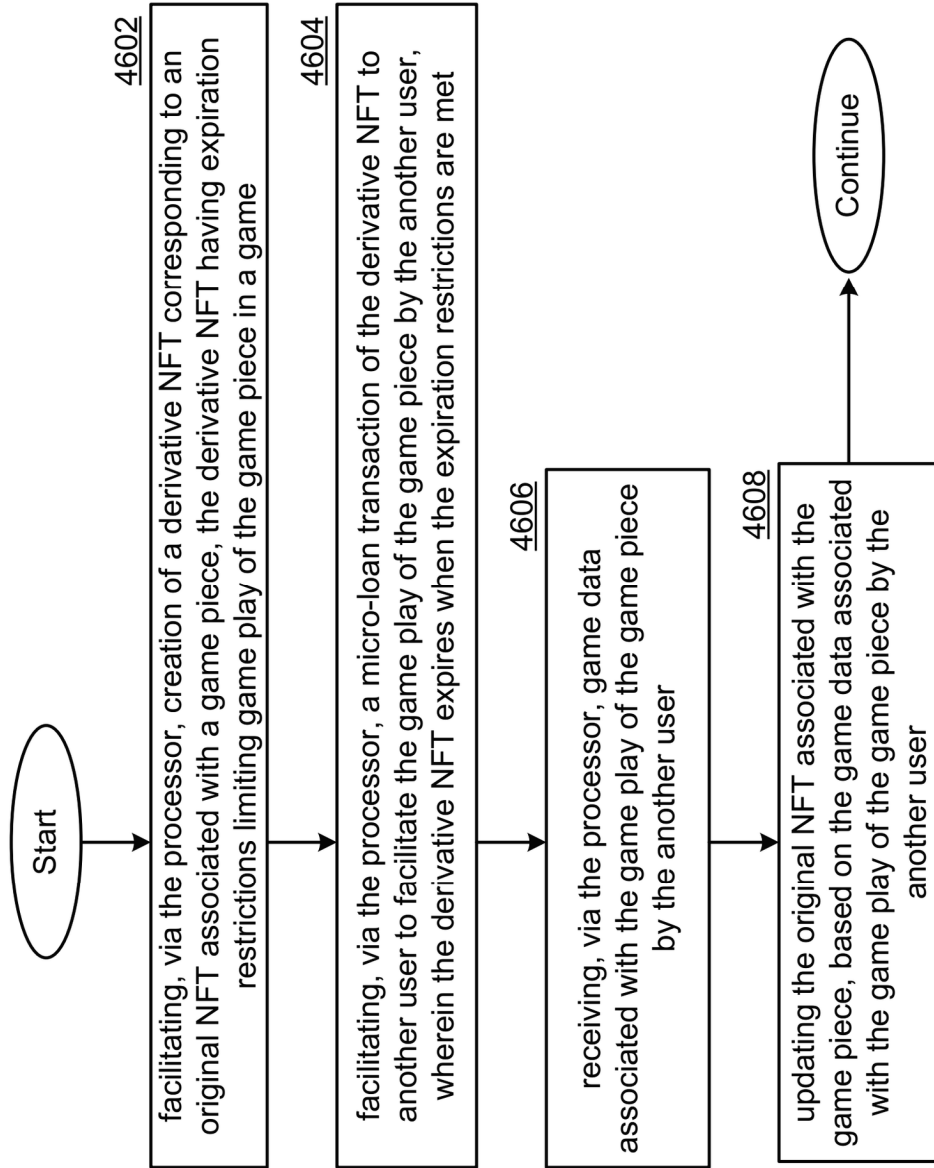 Start
4602
facilitating, via the processor, creation of a derivative NFT corresponding to an
original NFT associated with a game piece, the derivative NFT having expiration
restrictions limiting game play of the game piece in a game
4604
facilitating, via the processor, a micro-loan transaction of the derivative NFT to
another user to facilitate the game play of the game piece by the another user,
wherein the derivative NFT expires when the expiration restrictions are met
4606
receiving, via the processor, game data
associated with the game play of the game piece
by the another user
4608
updating the original NFT associated with the
game piece, based on the game data associated
with the game play of the game piece by the
another user
Continue